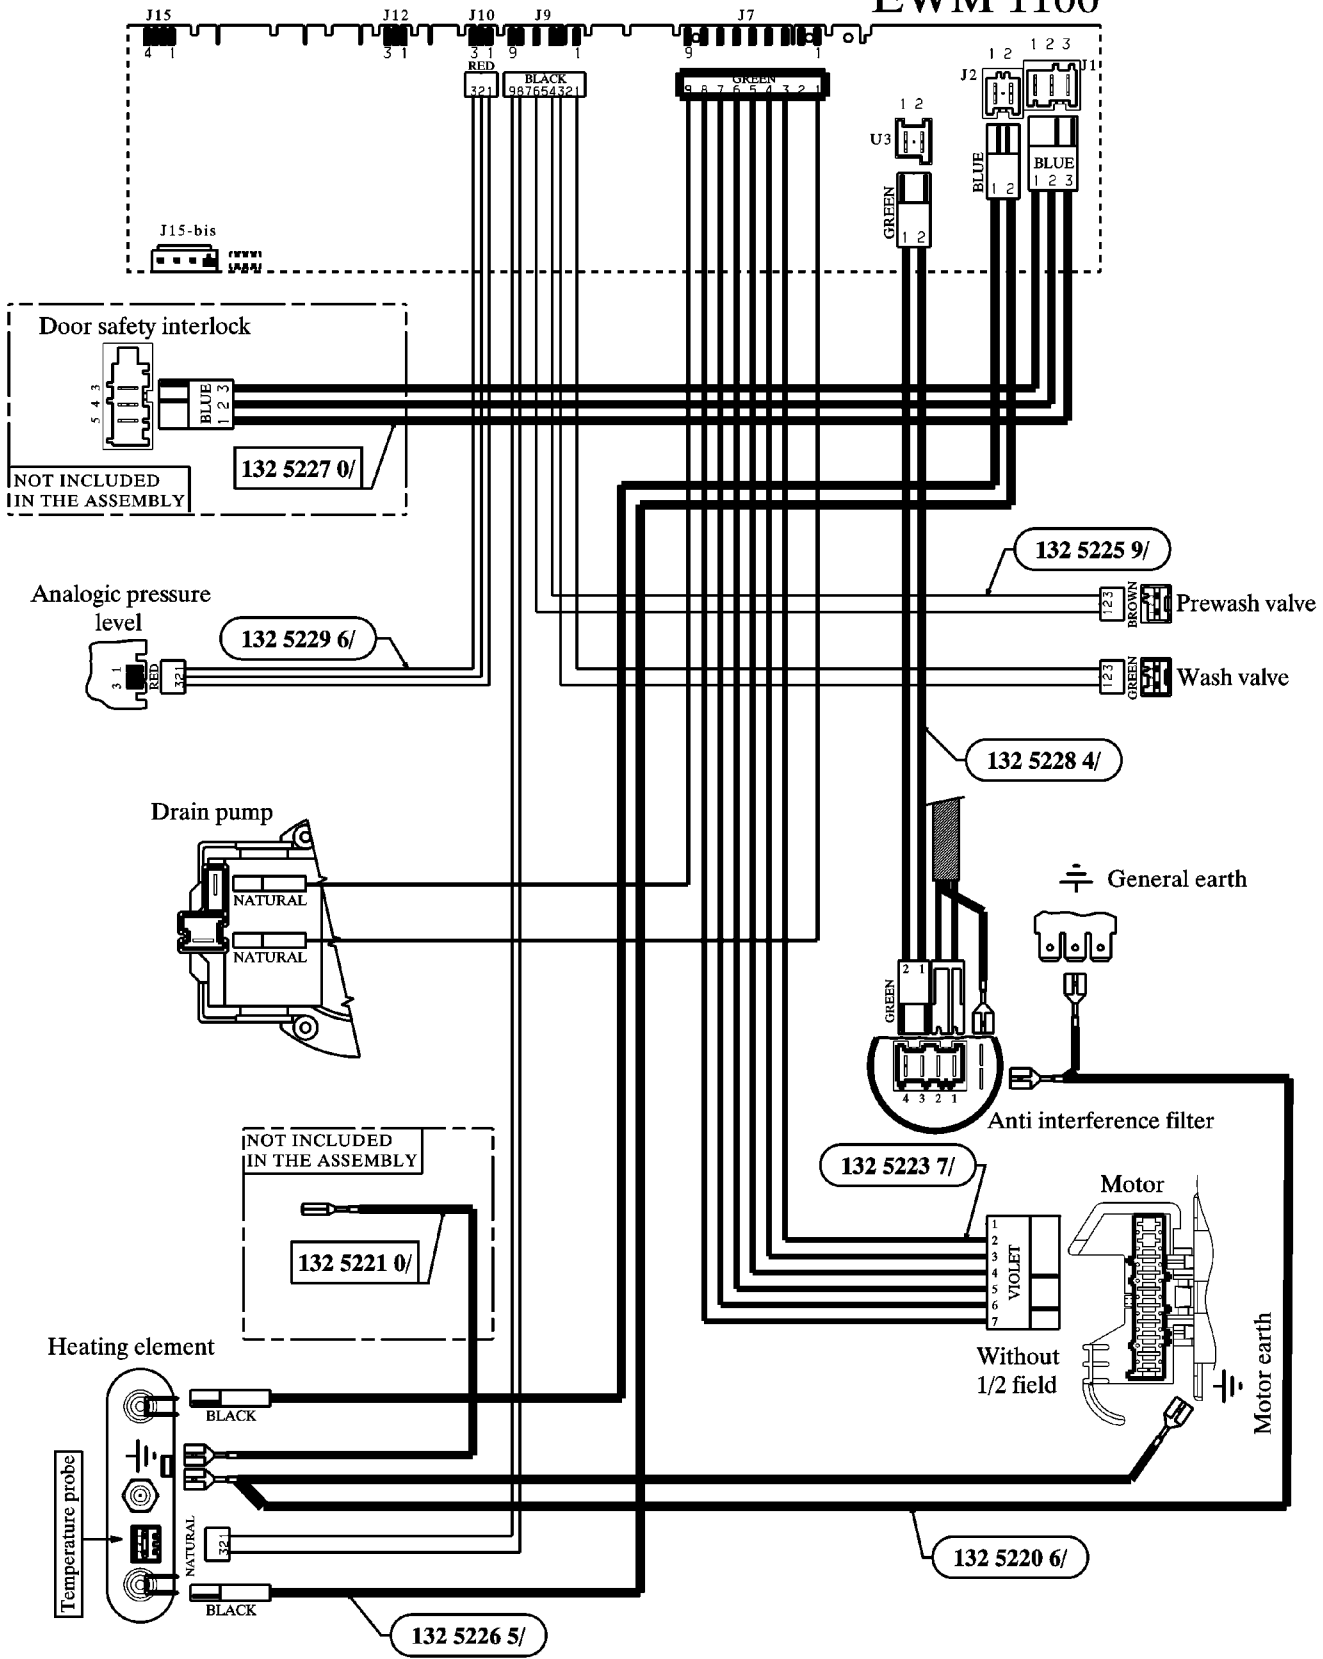 EWM 1100
J15 J12 J10 J9 J7
4 1 3 1 3 1 9 1 9 1
RED
321
BLACK
987654321
GREEN
9 8 7 6 5 4 3 2 1
1 2
J2
1 2 3
J1
1 2
U3
BLUE
1 2
BLUE
1 2 3
GREEN
1 2
J15-bis
Door safety interlock
3
4
5
BLUE
3
2
1
132 5227 0/
NOT INCLUDED
IN THE ASSEMBLY
132 5225 9/
123
BROWN
Prewash valve
Analogic pressure
level
3 1
RED
321
132 5229 6/
123
GREEN
Wash valve
132 5228 4/
Drain pump
NATURAL
NATURAL
General earth
2 1
GREEN
4 3 2 1
Anti interference filter
NOT INCLUDED
IN THE ASSEMBLY
132 5221 0/
132 5223 7/
1
2
3
4
5
6
7
VIOLET
Without
1/2 field
Motor
Motor earth
Heating element
BLACK
Temperature probe
NATURAL
321
BLACK
132 5220 6/
132 5226 5/